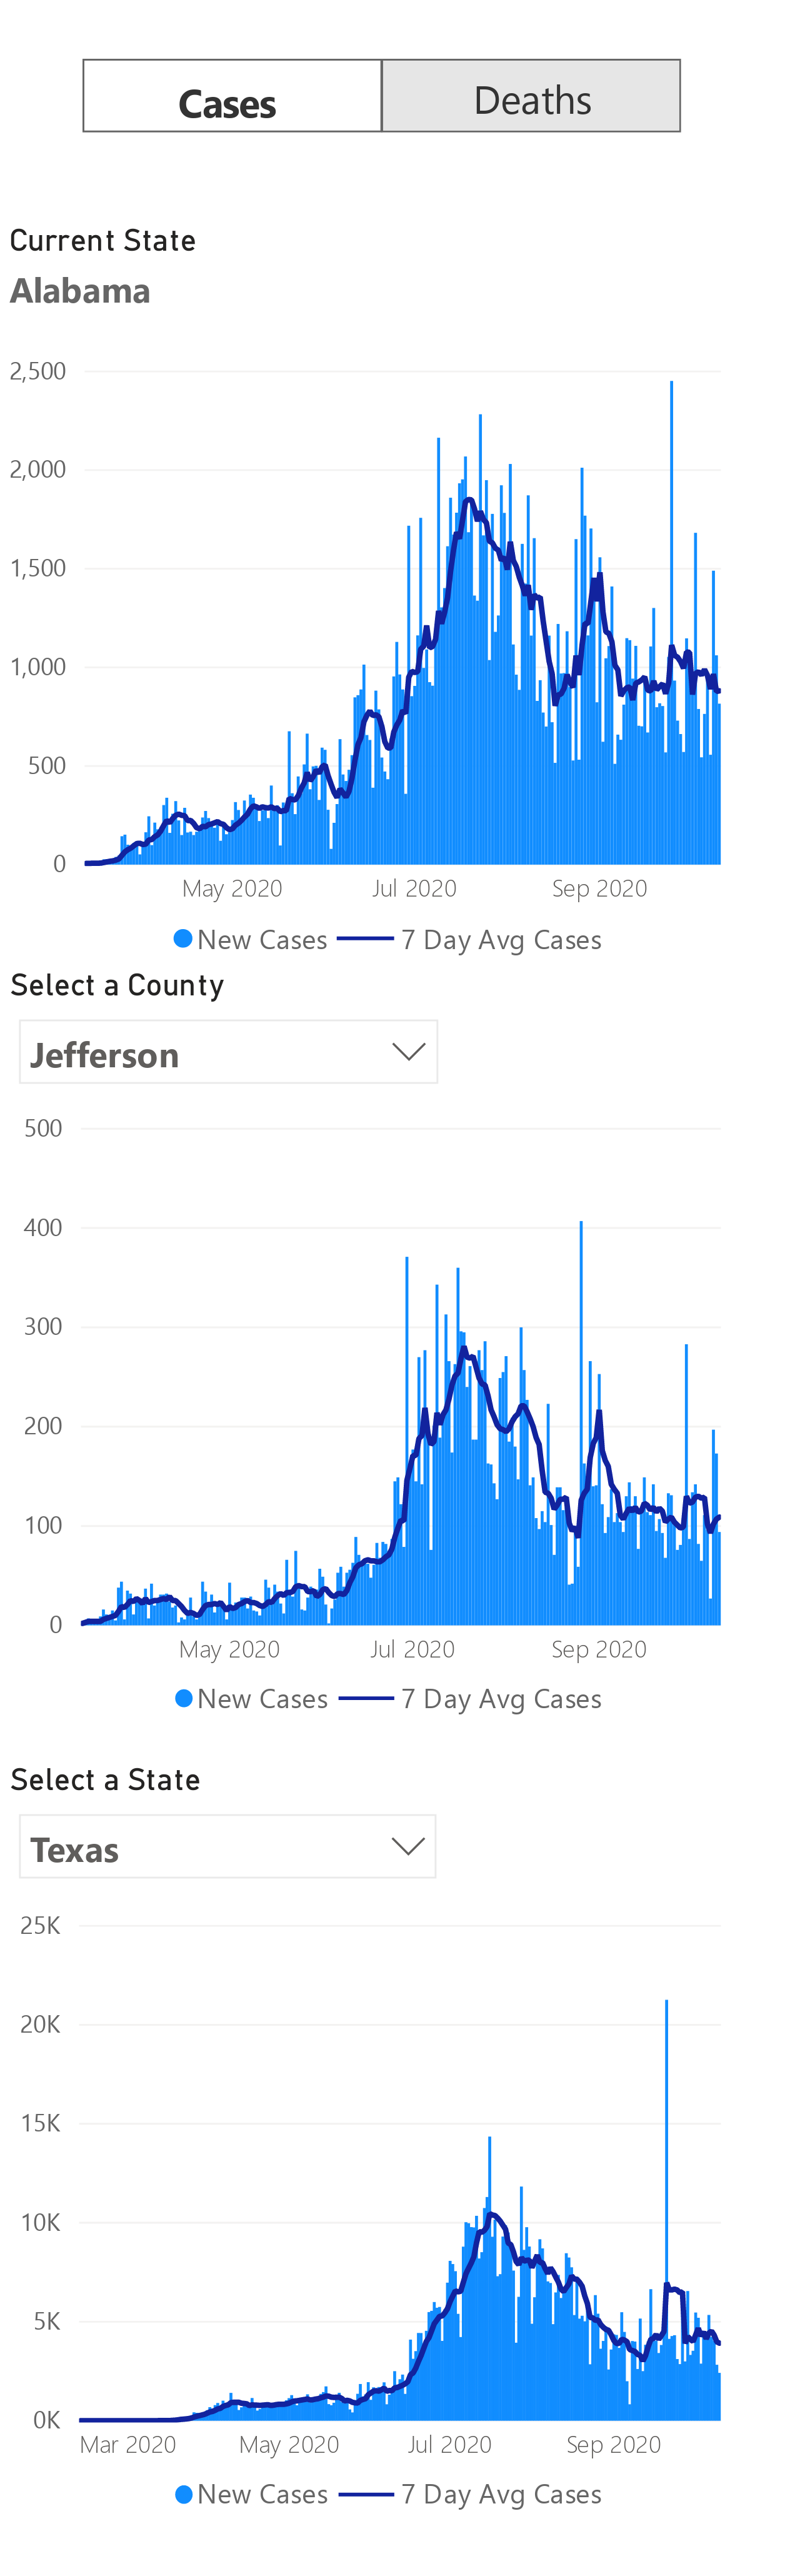 Cases Deaths
Current State
Alabama
2,500
2,000
1,500
1,000
500
0
May 2020 Jul 2020 Sep 2020
New Cases 7 Day Avg Cases
Select a County
Jefferson
500
400
300
200
100
0
May 2020 Jul 2020 Sep 2020
New Cases 7 Day Avg Cases
Select a State
Texas
25K
20K
15K
10K
5K
0K
Mar 2020 May 2020 Jul 2020 Sep 2020
New Cases 7 Day Avg Cases